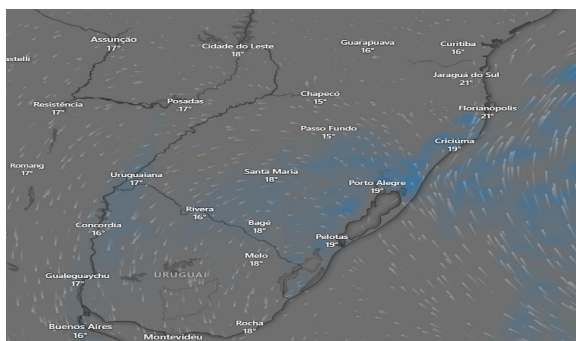 Assunção
17°
Cidade do Leste
18°
Guarapuava
16°
Curitiba
16°
astelli
Jaraguá do Sul
21°
Resistência
17°
Posadas
17°
Chapecó
15°
Florianópolis
21°
Passo Fundo
15°
Criciúma
19°
Romang
17°
Uruguaiana
17°
Santa Maria
18°
Porto Alegre
19°
Rivera
16°
Concordia
16°
Bagé
18°
Pelotas
19°
Melo
18°
Gualeguaychu
17°
URUGUAI
Buenos Aires
16°
Montevidéu
Rocha
18°